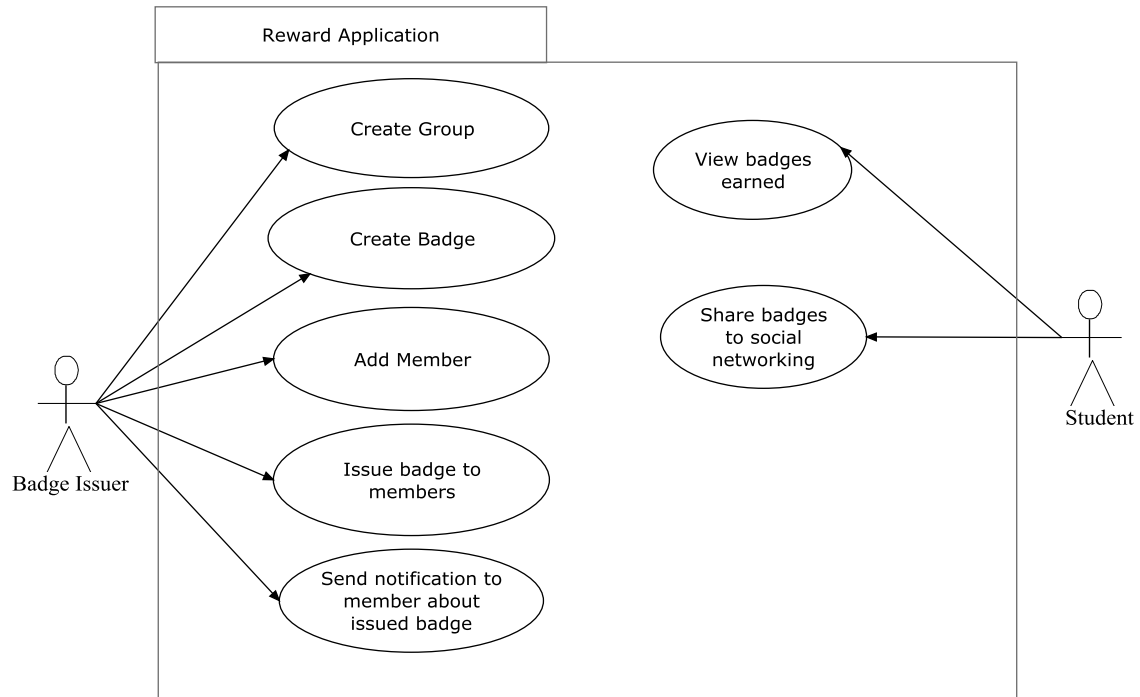 Reward Application
Create Group
Create Badge
Add Member
Issue badge to
members
Send notification to
member about
issued badge
Badge Issuer
View badges
earned
Share badges
to social
networking
Student